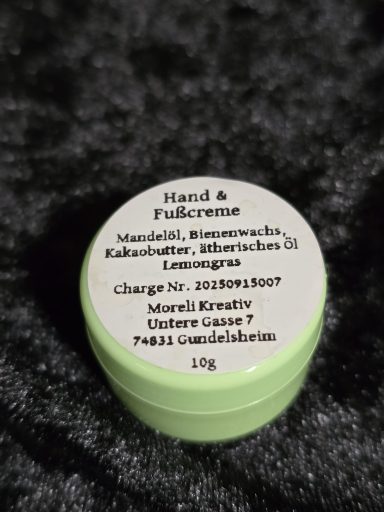 Hand &
Fußcreme
Mandelöl, Bienenwachs,
Kakaobutter, ätherisches Öl
Lemongras
Charge Nr. 20250915007
Moreli Kreativ
Untere Gasse 7
74831 Gundelsheim
10g